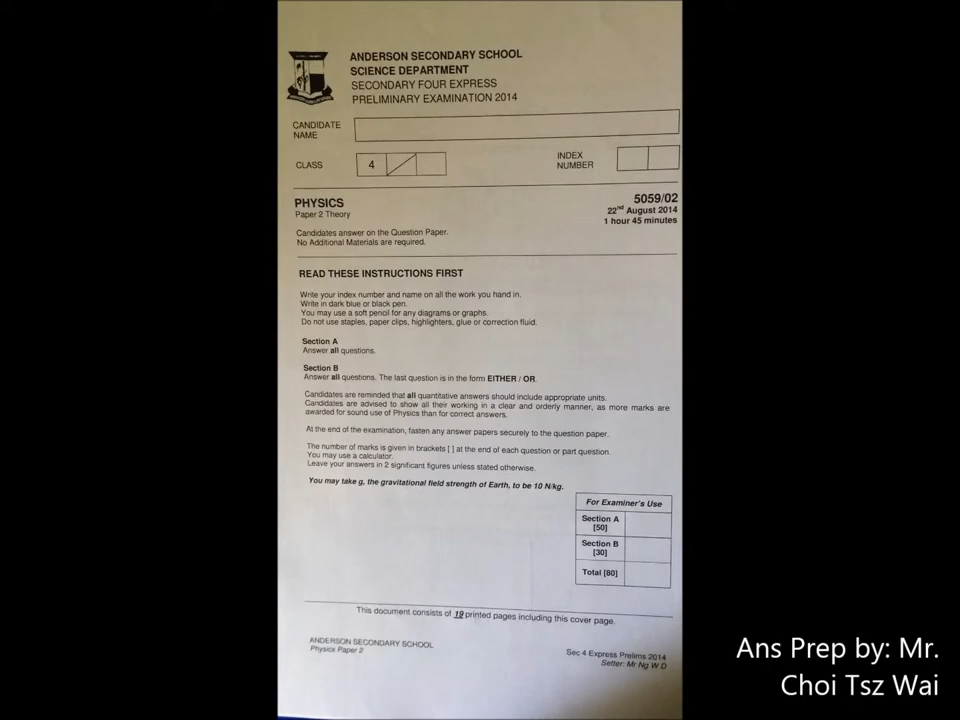 ANDERSON SECONDARY SCHOOL
SCIENCE DEPARTMENT
SECONDARY FOUR EXPRESS
PRELIMINARY EXAMINATION 2014
CANDIDATE
NAME
CLASS
4
INDEX
NUMBER
PHYSICS
Paper 2 Theory
5059/02
22nd August 2014
1 hour 45 minutes
Candidates answer on the Question Paper.
No Additional Materials are required.
READ THESE INSTRUCTIONS FIRST
Write your index number and name on all the work you hand in.
Write in dark blue or black pen.
You may use a soft pencil for any diagrams or graphs.
Do not use staples, paper clips, highlighters, glue or correction fluid.
Section A
Answer all questions.
Section B
Answer all questions. The last question is in the form EITHER / OR.
Candidates are reminded that all quantitative answers should include appropriate units.
Candidates are advised to show all their working in a clear and orderly manner, as more marks are
awarded for sound use of Physics than for correct answers.
At the end of the examination, fasten any answer papers securely to the question paper.
The number of marks is given in brackets [ ] at the end of each question or part question.
You may use a calculator.
Leave your answers in 2 significant figures unless stated otherwise.
You may take g, the gravitational field strength of Earth, to be 10 N/kg.
For Examiner's Use
Section A
[50]
Section B
[30]
Total [80]
This document consists of 19 printed pages including this cover page.
ANDERSON SECONDARY SCHOOL
Physics Paper 2
Sec 4 Express Prelims 2014
Setter: Mr Ng W D
Ans Prep by: Mr.
Choi Tsz Wai